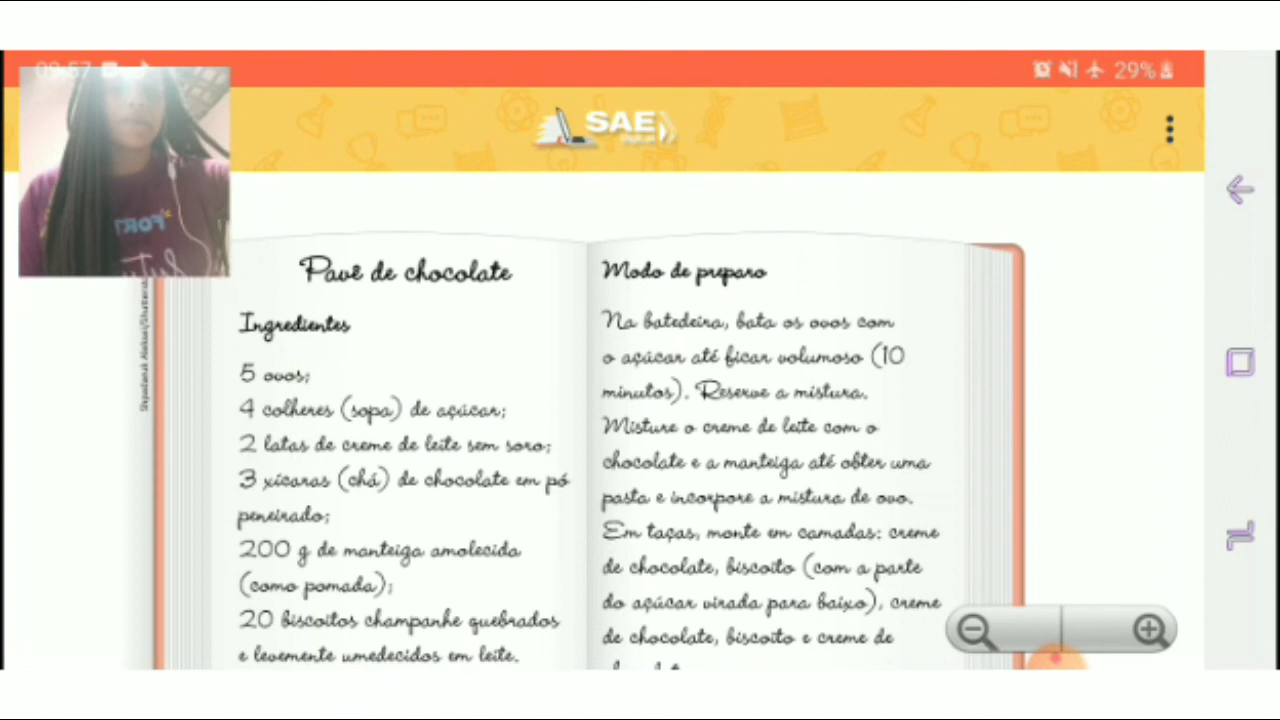 09:57
29%
SAE
Pavê de chocolate
Ingredientes
5 ovos;
4 colheres (sopa) de açúcar;
2 latas de creme de leite sem soro;
3 xícaras (chá) de chocolate em pó
peneirado;
200 g de manteiga amolecida
(como pomada);
20 biscoitos champanhe quebrados
e levemente umedecidos em leite.
Modo de preparo
Na batedeira, bata os ovos com
o açúcar até ficar volumoso (10
minutos). Reserve a mistura.
Misture o creme de leite com o
chocolate e a manteiga até obter uma
pasta e incorpore a mistura de ovo.
Em taças, monte em camadas: creme
de chocolate, biscoito (com a parte
do açúcar virada para baixo), creme
de chocolate, biscoito e creme de